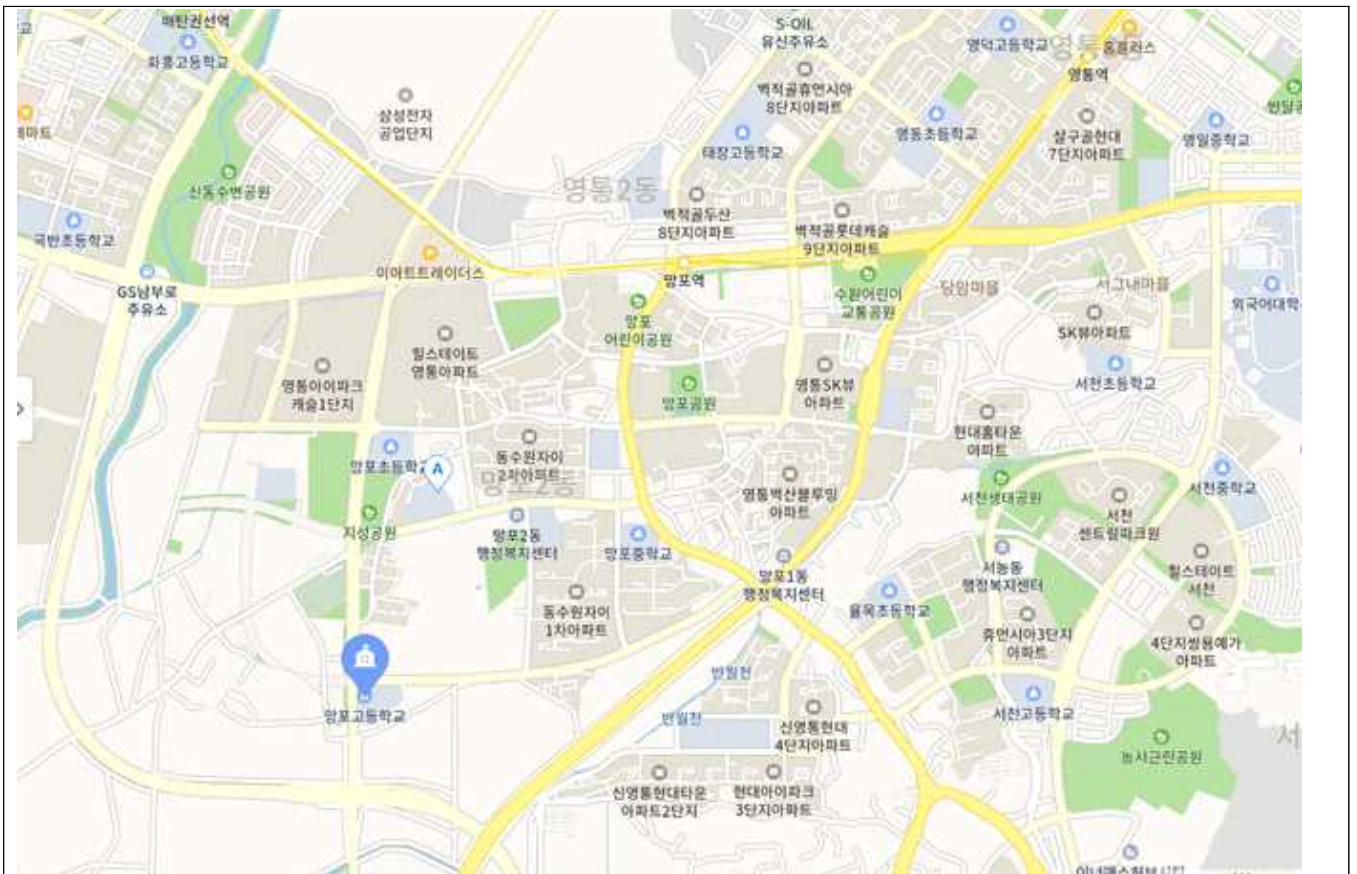 매탄권선역
화홍고등학교
S-OIL
유신주유소
영덕고등학교
홈플러스
영통역
삼성전자
공업단지
벽적골휴먼시아
8단지아파트
태장고등학교
영동초등학교
살구골현대
7단지아파트
영일중학교
반달공
신동수변공원
영통2동
벽적골두산
8단지아파트
벽적골롯데캐슬
9단지아파트
곡반초등학교
이마트트레이더스
망포역
GS남부로
주유소
망포
어린이공원
수원어린이
교통공원
당암마을
서그내마을
외국어대학
SK뷰아파트
힐스테이트
영통아파트
영통아이파크
캐슬1단지
망포공원
영통SK뷰
아파트
서천초등학교
현대홈타운
아파트
망포초등학교
A
동수원자이
2차아파트
망포2동
영통벽산블루밍
아파트
서천생태공원
서천중학교
서천
센트럴파크원
지성공원
망포2동
행정복지센터
망포중학교
망포1동
행정복지센터
서농동
행정복지센터
힐스테이트
서천
동수원자이
1차아파트
율목초등학교
휴먼시아3단지
아파트
4단지쌍용예가
아파트
반월천
반월천
망포고등학교
신영통현대
4단지아파트
서천고등학교
농서근린공원
서
신영통현대타운
아파트2단지
현대아이파크
3단지아파트